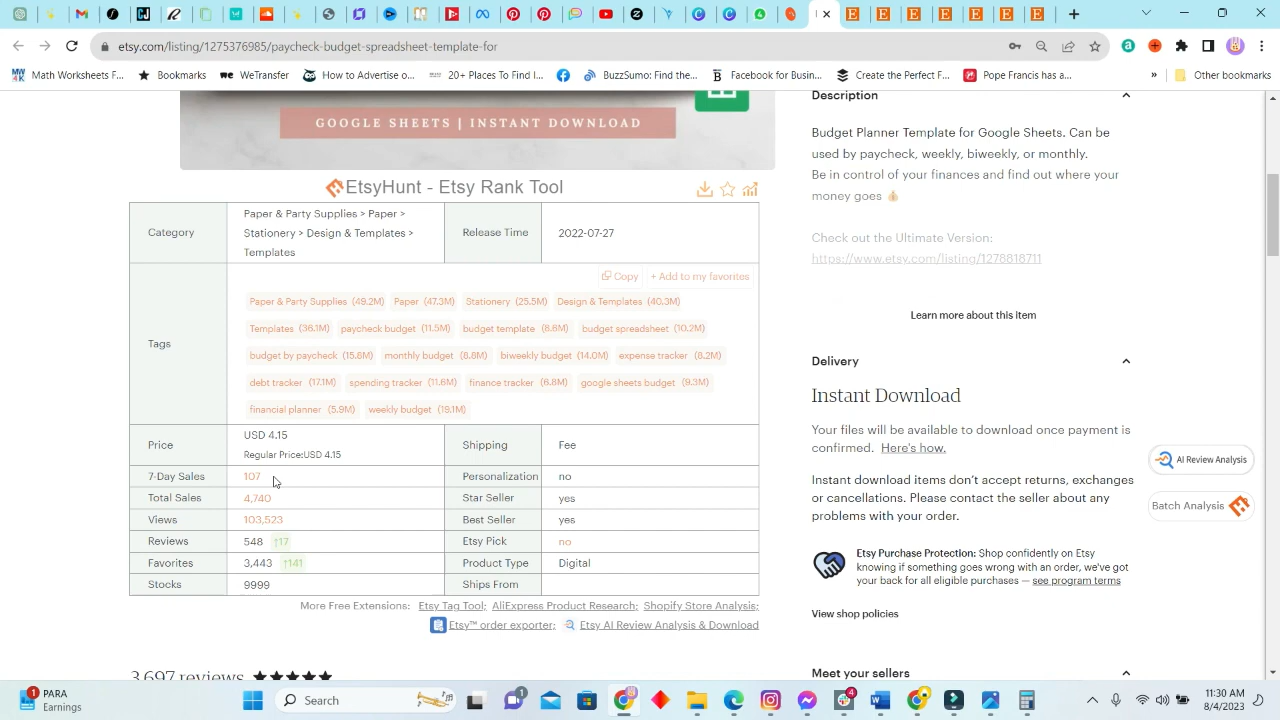 etsy.com/listing/1275376985/paycheck-budget-spreadsheet-template-for
Math Worksheets F... Bookmarks WeTransfer How to Advertise o... 20+ Places To Find I... BuzzSumo: Find the... Facebook for Busin... Create the Perfect F... Pope Francis has a... » Other bookmarks
GOOGLE SHEETS | INSTANT DOWNLOAD
EtsyHunt - Etsy Rank Tool
Category
Paper & Party Supplies > Paper >
Stationery > Design & Templates >
Templates
Release Time
2022-07-27
Copy + Add to my favorites
Tags
Paper & Party Supplies (49.2M) Paper (47.3M) Stationery (25.5M) Design & Templates (40.3M)
Templates (36.1M) paycheck budget (11.5M) budget template (8.6M) budget spreadsheet (10.2M)
budget by paycheck (15.6M) monthly budget (8.8M) biweekly budget (14.0M) expense tracker (8.2M)
debt tracker (17.1M) spending tracker (11.6M) finance tracker (6.8M) google sheets budget (9.3M)
financial planner (5.9M) weekly budget (19.1M)
Price
USD 4.15
Regular Price:USD 4.15
Shipping Fee
7-Day Sales 107 Personalization no
Total Sales 4,740 Star Seller yes
Views 103,523 Best Seller yes
Reviews 548 ↑17 Etsy Pick no
Favorites 3,443 ↑141 Product Type Digital
Stocks 9999 Ships From
More Free Extensions: Etsy Tag Tool; AliExpress Product Research; Shopify Store Analysis;
Etsy™ order exporter; Etsy AI Review Analysis & Download
3,697 reviews ★★★★★
Description
Budget Planner Template for Google Sheets. Can be
used by paycheck, weekly, biweekly, or monthly.
Be in control of your finances and find out where your
money goes 💰
Check out the Ultimate Version:
https://www.etsy.com/listing/1278818711
Learn more about this item
Delivery
Instant Download
Your files will be available to download once payment is
confirmed. Here's how.
Instant download items don't accept returns, exchanges
or cancellations. Please contact the seller about any
problems with your order.
Etsy Purchase Protection: Shop confidently on Etsy
knowing if something goes wrong with an order, we've got
your back for all eligible purchases — see program terms
View shop policies
Meet your sellers
AI Review Analysis
Batch Analysis
1
PARA
Earnings
Search
1
4
11:30 AM
8/4/2023